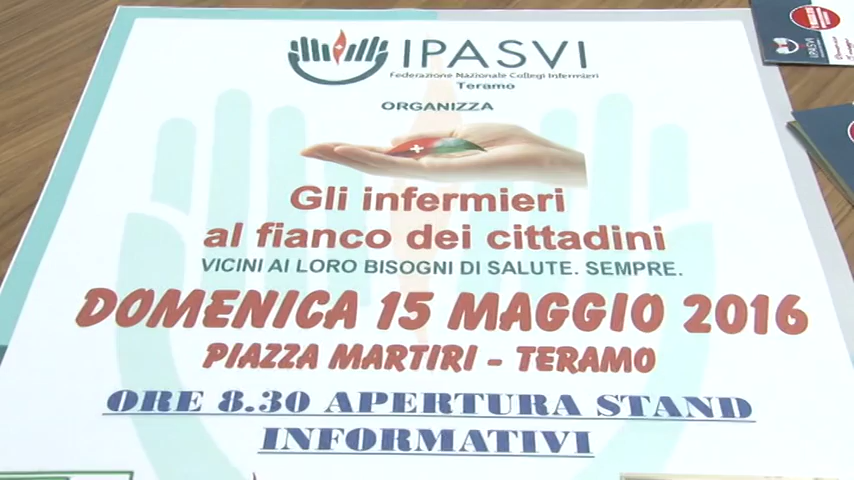 IPASVI
Federazione Nazionale Collegi Infermieri
Teramo
ORGANIZZA
Gli infermieri
al fianco dei cittadini
VICINI AI LORO BISOGNI DI SALUTE. SEMPRE.
DOMENICA 15 MAGGIO 2016
PIAZZA MARTIRI - TERAMO
ORE 8.30 APERTURA STAND
INFORMATIVI
IPASVI